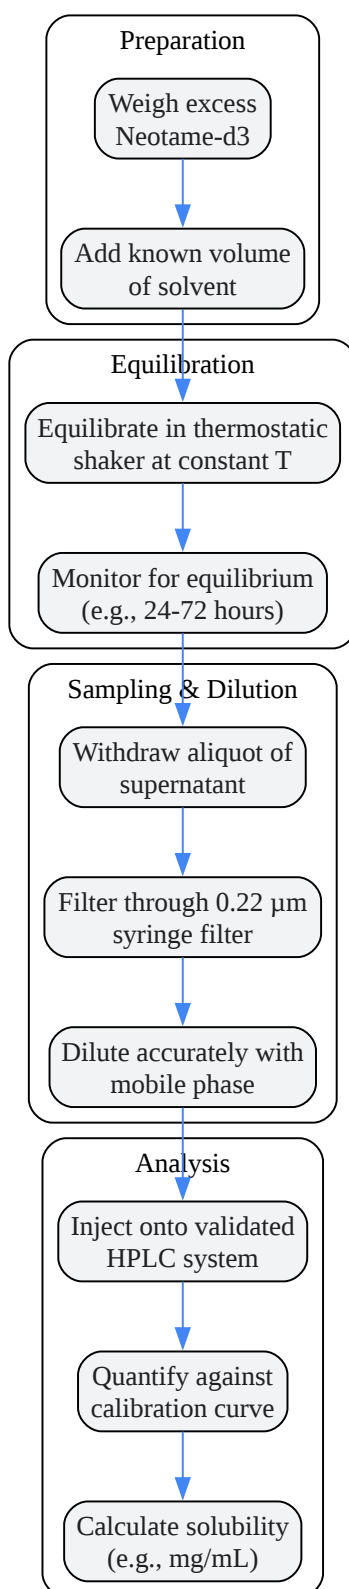 Preparation
Weigh excess
Neotame-d3
Add known volume
of solvent
Equilibration
Equilibrate in thermostatic
shaker at constant T
Monitor for equilibrium
(e.g., 24-72 hours)
Sampling & Dilution
Withdraw aliquot of
supernatant
Filter through 0.22 µm
syringe filter
Dilute accurately with
mobile phase
Analysis
Inject onto validated
HPLC system
Quantify against
calibration curve
Calculate solubility
(e.g., mg/mL)